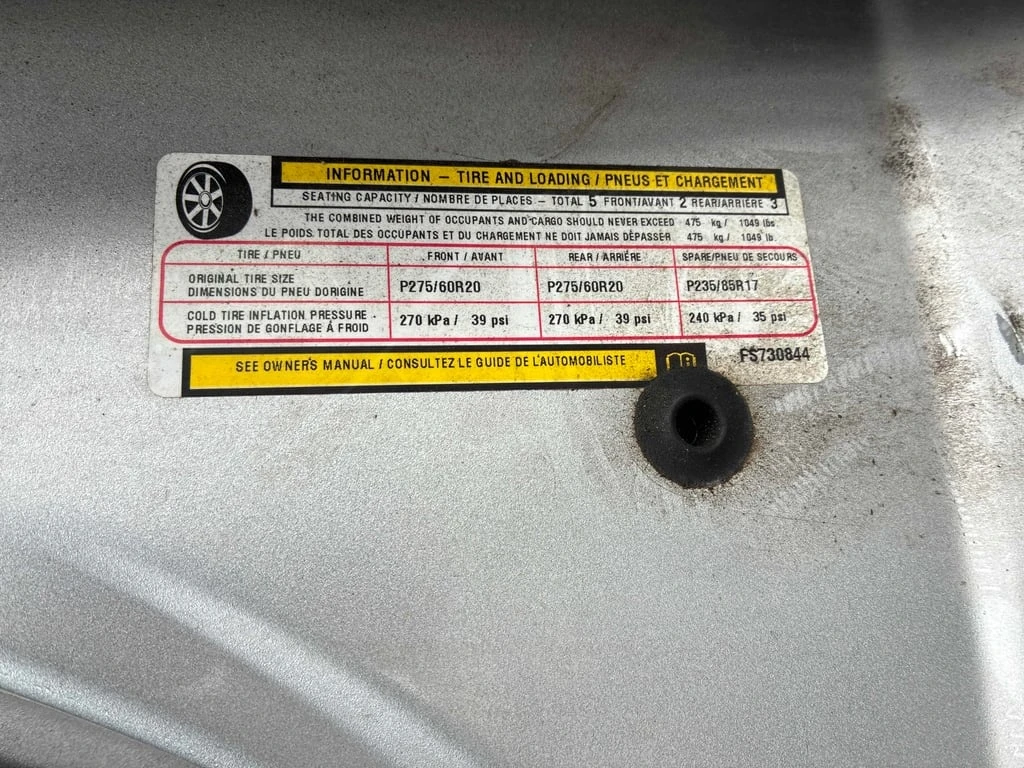 INFORMATION – TIRE AND LOADING / PNEUS ET CHARGEMENT
SEATING CAPACITY / NOMBRE DE PLACES – TOTAL 5 FRONT/AVANT 2 REAR/ARRIÈRE 3
THE COMBINED WEIGHT OF OCCUPANTS AND CARGO SHOULD NEVER EXCEED 475 kg / 1049 lbs.
LE POIDS TOTAL DES OCCUPANTS ET DU CHARGEMENT NE DOIT JAMAIS DÉPASSER 475 kg / 1049 lb.
TIRE / PNEU FRONT / AVANT REAR / ARRIÉRE SPARE/PNEU DE SECOURS
ORIGINAL TIRE SIZE
DIMENSIONS DU PNEU DORIGINE P275/60R20 P275/60R20 P235/85R17
COLD TIRE INFLATION PRESSURE
PRESSION DE GONFLAGE Á FROID 270 kPa / 39 psi 270 kPa / 39 psi 240 kPa / 35 psi
SEE OWNER'S MANUAL / CONSULTEZ LE GUIDE DE L'AUTOMOBILISTE
FS730844